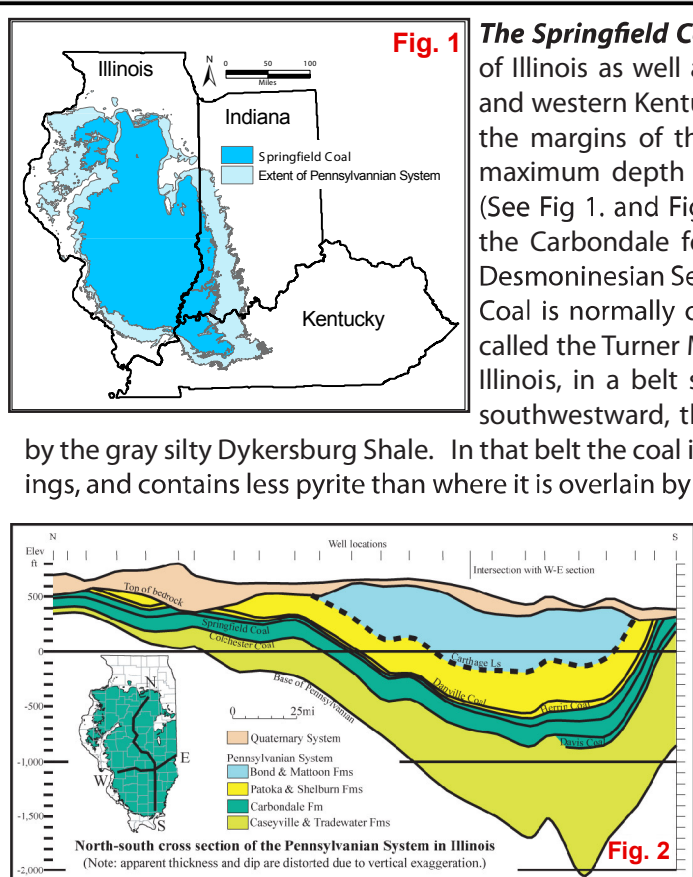 Fig. 1
Illinois
N
0 50 100
Miles
Indiana
Springfield Coal
Extent of Pennsylvannian System
Kentucky
The Springfield C
of Illinois as well a
and western Kentu
the margins of th
maximum depth
(See Fig 1. and Fig
the Carbondale fo
Desmoninesian Se
Coal is normally o
called the Turner M
Illinois, in a belt s
southwestward, th
by the gray silty Dykersburg Shale. In that belt the coal i
ings, and contains less pyrite than where it is overlain by
N
S
Elev
ft
Well locations
Intersection with W-E section
500
0
-500
-1,000
-1,500
-2,000
Top of bedrock
Springfield Coal
Colchester Coal
Base of Pennsylvanian
Carthage Ls
Danville Coal
Herrin Coal
Davis Coal
N
E
W
S
0 25mi
Quaternary System
Pennsylvanian System
Bond & Mattoon Fms
Patoka & Shelburn Fms
Carbondale Fm
Caseyville & Tradewater Fms
North-south cross section of the Pennsylvanian System in Illinois
(Note: apparent thickness and dip are distorted due to vertical exaggeration.)
Fig. 2